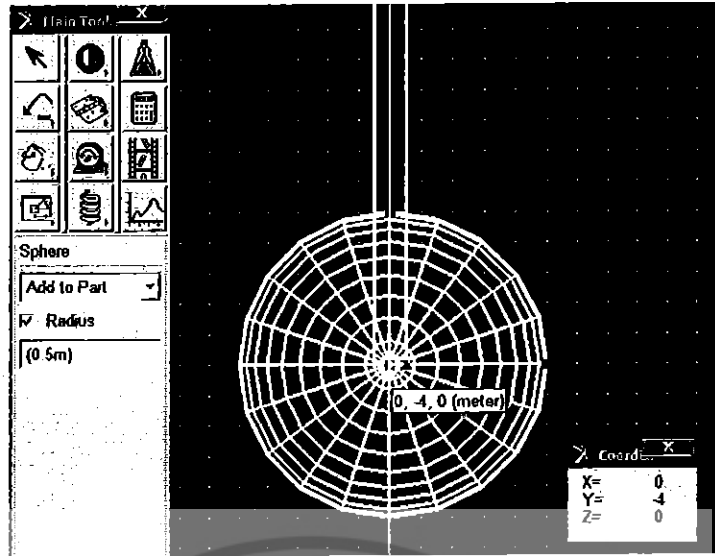 Main Tool...
Sphere
Add to Part
Radius
(0.5m)
0, -4, 0 (meter)
Coordi...
X= 0
Y= -4
Z= 0